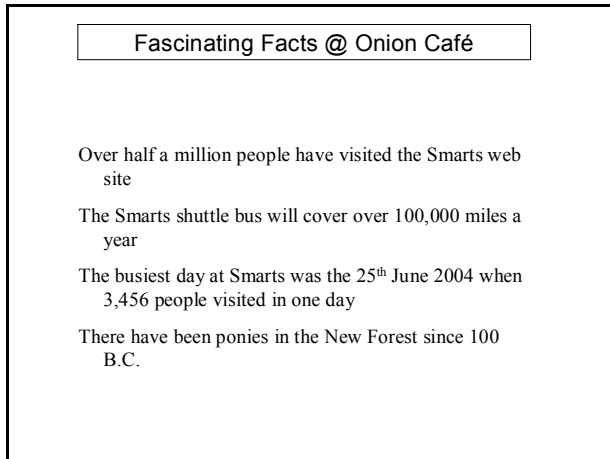 Fascinating Facts @ Onion Café
Over half a million people have visited the Smarts web
site
The Smarts shuttle bus will cover over 100,000 miles a
year
The busiest day at Smarts was the 25th June 2004 when
3,456 people visited in one day
There have been ponies in the New Forest since 100
B.C.